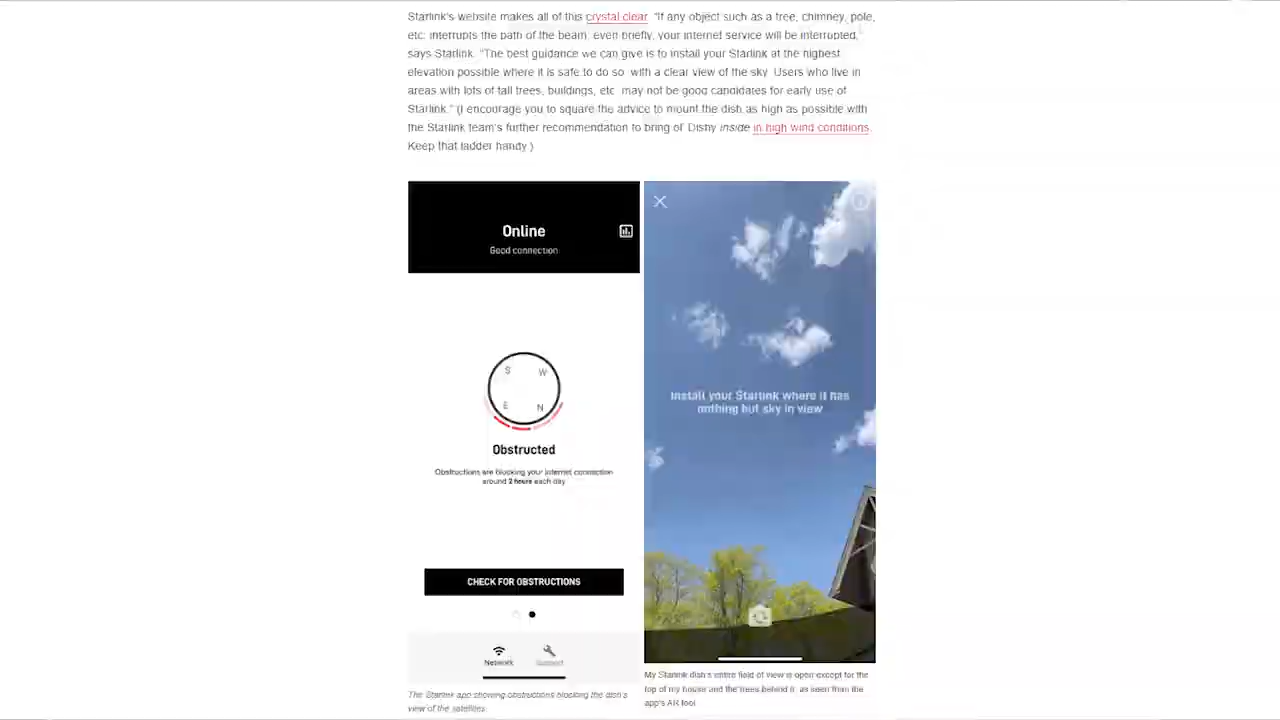 Starlink's website makes all of this crystal clear. "If any object such as a tree, chimney, pole,
etc. interrupts the path of the beam, even briefly, your internet service will be interrupted,"
says Starlink. "The best guidance we can give is to install your Starlink at the highest
elevation possible where it is safe to do so, with a clear view of the sky. Users who live in
areas with lots of tall trees, buildings, etc. may not be good candidates for early use of
Starlink." (I encourage you to square the advice to mount the dish as high as possible with
the Starlink team's further recommendation to bring ol' Dishy inside in high wind conditions.
Keep that ladder handy.)
Online
Good connection
S W
E N
Obstructed
Obstructions are blocking your internet connection
around 2 hours each day
CHECK FOR OBSTRUCTIONS
Network Support
The Starlink app showing obstructions blocking the dish's
view of the satellites.
Install your Starlink where it has
nothing but sky in view
My Starlink dish's entire field of view is open except for the
top of my house and the trees behind it, as seen from the
app's AR tool.